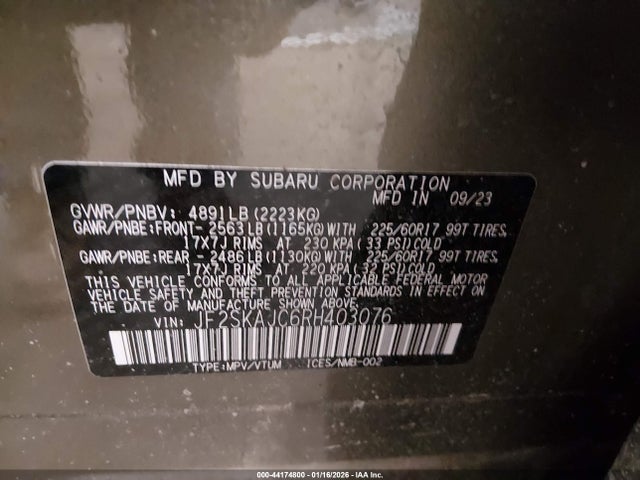 MFD BY SUBARU CORPORATION
MFD IN 09/23
GVWR/PNBV: 4891LB(2223KG)
GAWR/PNBE:FRONT- 2563LB(1165KG)WITH 225/60R17 99T TIRES,
17X7J RIMS AT 230 KPA(33 PSI)COLD
GAWR/PNBE:REAR - 2486LB(1130KG)WITH 225/60R17 99T TIRES,
17X7J RIMS AT 220 KPA(32 PSI)COLD
THIS VEHICLE CONFORMS TO ALL APPLICABLE FEDERAL MOTOR
VEHICLE SAFETY AND THEFT PREVENTION STANDARDS IN EFFECT ON
THE DATE OF MANUFACTURE SHOWN ABOVE.
VIN: JF2SKAJC6RH403076
TYPE:MPV/VTUM ICES/NMB-002
000-44174800 - 01/16/2026 - IAA Inc.